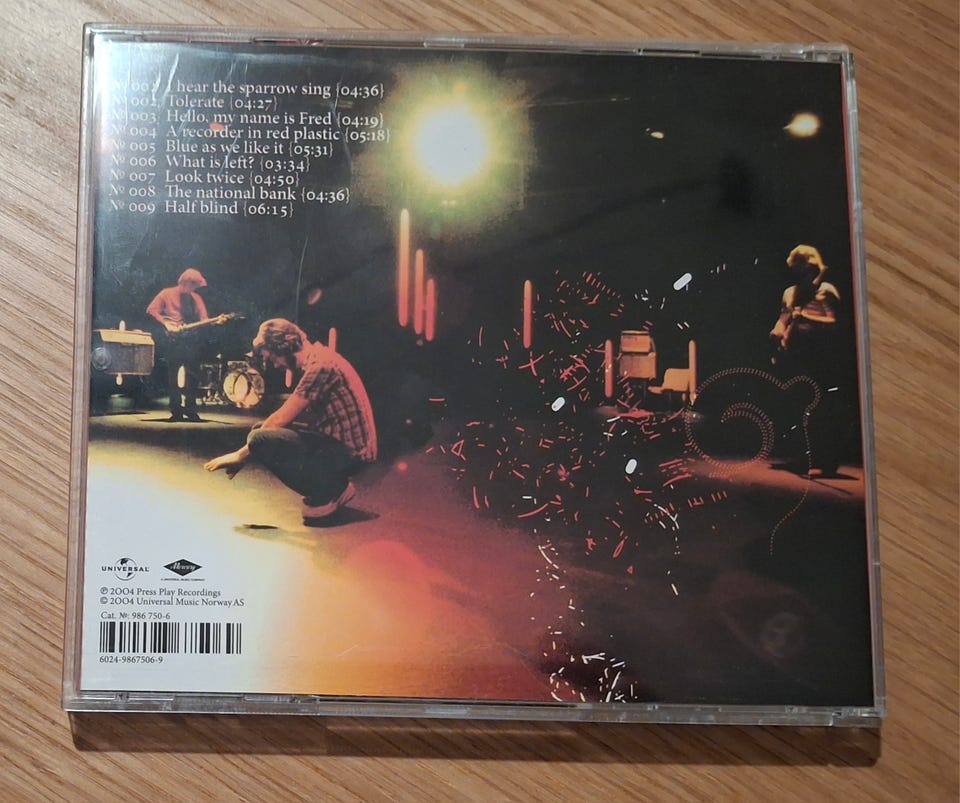 № 001 I hear the sparrow sing {04:36}
№ 002 Tolerate {04:27}
№ 003 Hello, my name is Fred {04:19}
№ 004 A recorder in red plastic {05:18}
№ 005 Blue as we like it {05:31}
№ 006 What is left? {03:34}
№ 007 Look twice {04:50}
№ 008 The national bank {04:36}
№ 009 Half blind {06:15}
UNIVERSAL
Mercury
A UNIVERSAL MUSIC COMPANY
℗ 2004 Press Play Recordings
© 2004 Universal Music Norway AS
Cat. №: 986 750-6
6024-9867506-9